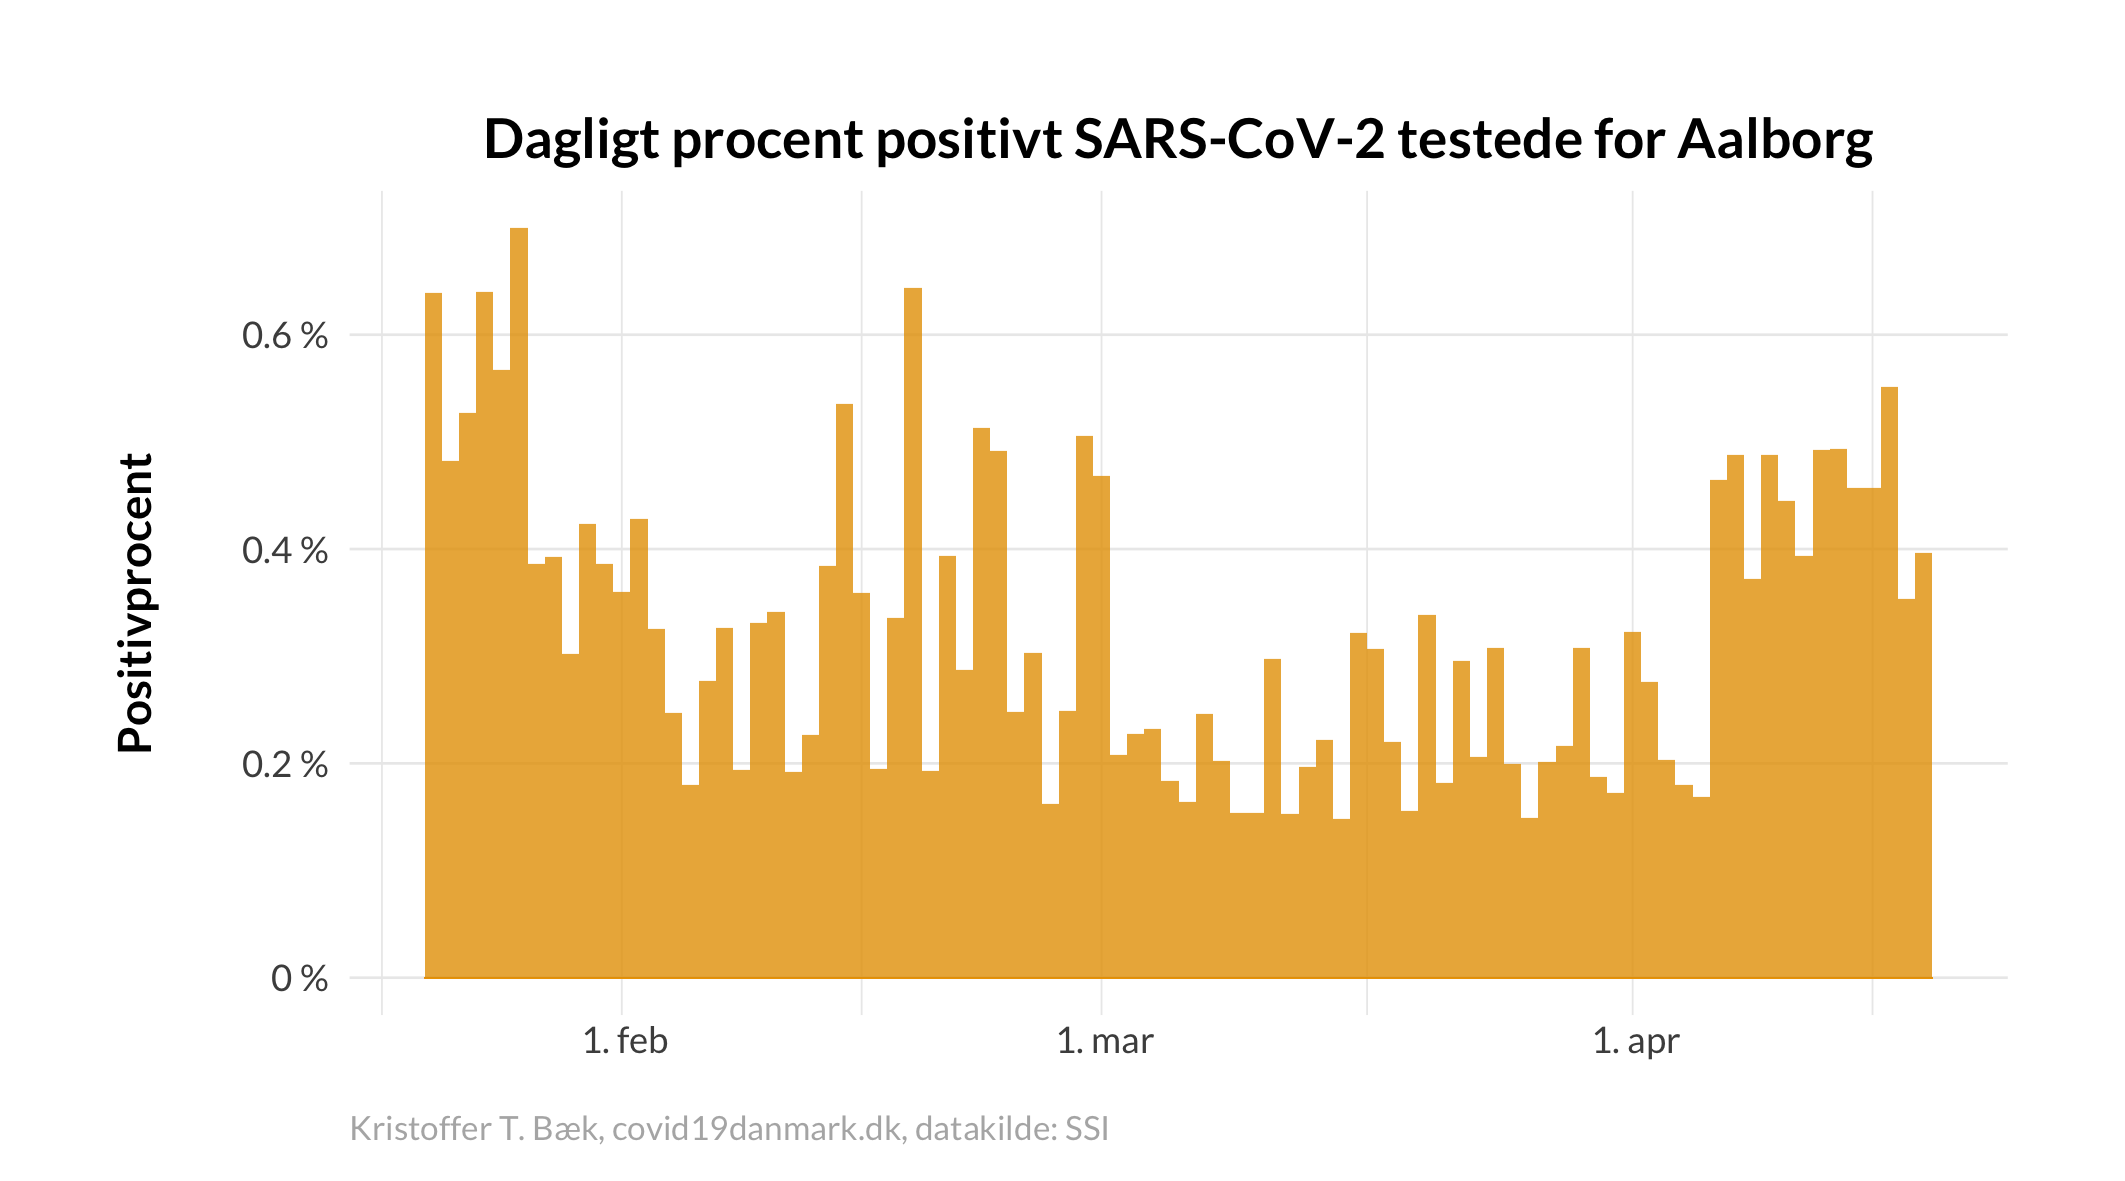 Dagligt procent positivt SARS-CoV-2 testede for Aalborg
Positivprocent
0.6 %
0.4 %
0.2 %
0 %
1. feb
1. mar
1. apr
Kristoffer T. Bæk, covid19danmark.dk, datakilde: SSI